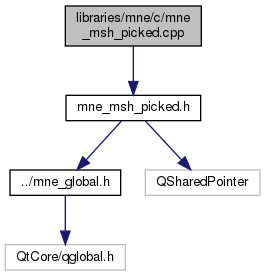 libraries/mne/c/mne
_msh_picked.cpp
mne_msh_picked.h
../mne_global.h
QSharedPointer
QtCore/qglobal.h